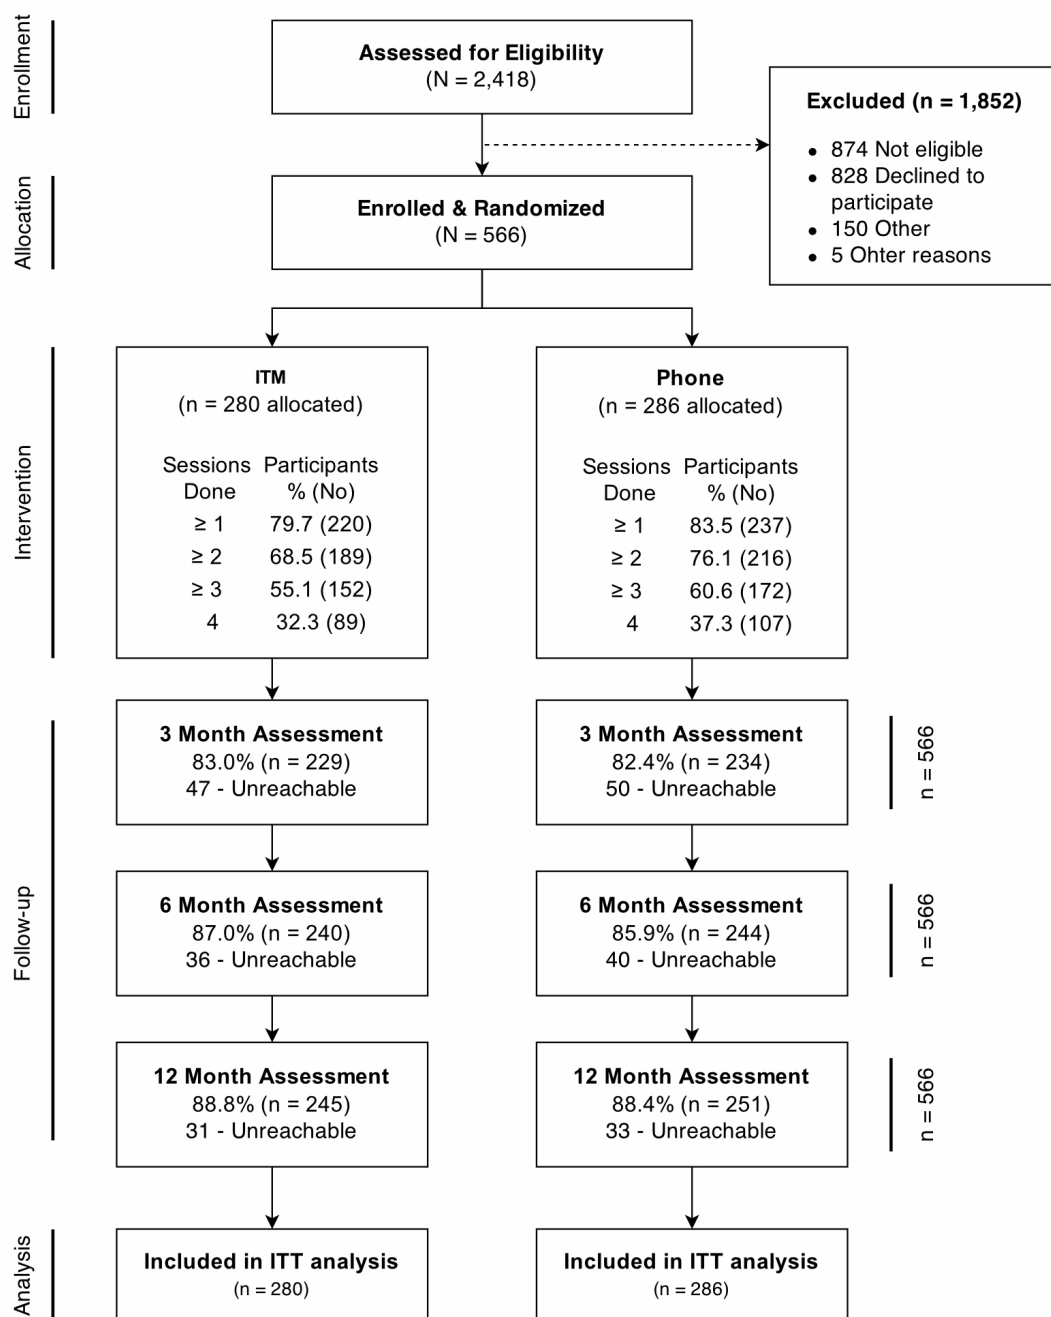 Enrollment
Assessed for Eligibility
(N = 2,418)
Excluded (n = 1,852)
• 874 Not eligible
• 828 Declined to
participate
• 150 Other
• 5 Ohter reasons
Allocation
Enrolled & Randomized
(N = 566)
Intervention
ITM
(n = 280 allocated)
Sessions Participants
Done % (No)
≥ 1 79.7 (220)
≥ 2 68.5 (189)
≥ 3 55.1 (152)
4 32.3 (89)
Phone
(n = 286 allocated)
Sessions Participants
Done % (No)
≥ 1 83.5 (237)
≥ 2 76.1 (216)
≥ 3 60.6 (172)
4 37.3 (107)
Follow-up
3 Month Assessment
83.0% (n = 229)
47 - Unreachable
3 Month Assessment
82.4% (n = 234)
50 - Unreachable
n = 566
6 Month Assessment
87.0% (n = 240)
36 - Unreachable
6 Month Assessment
85.9% (n = 244)
40 - Unreachable
n = 566
12 Month Assessment
88.8% (n = 245)
31 - Unreachable
12 Month Assessment
88.4% (n = 251)
33 - Unreachable
n = 566
Analysis
Included in ITT analysis
(n = 280)
Included in ITT analysis
(n = 286)